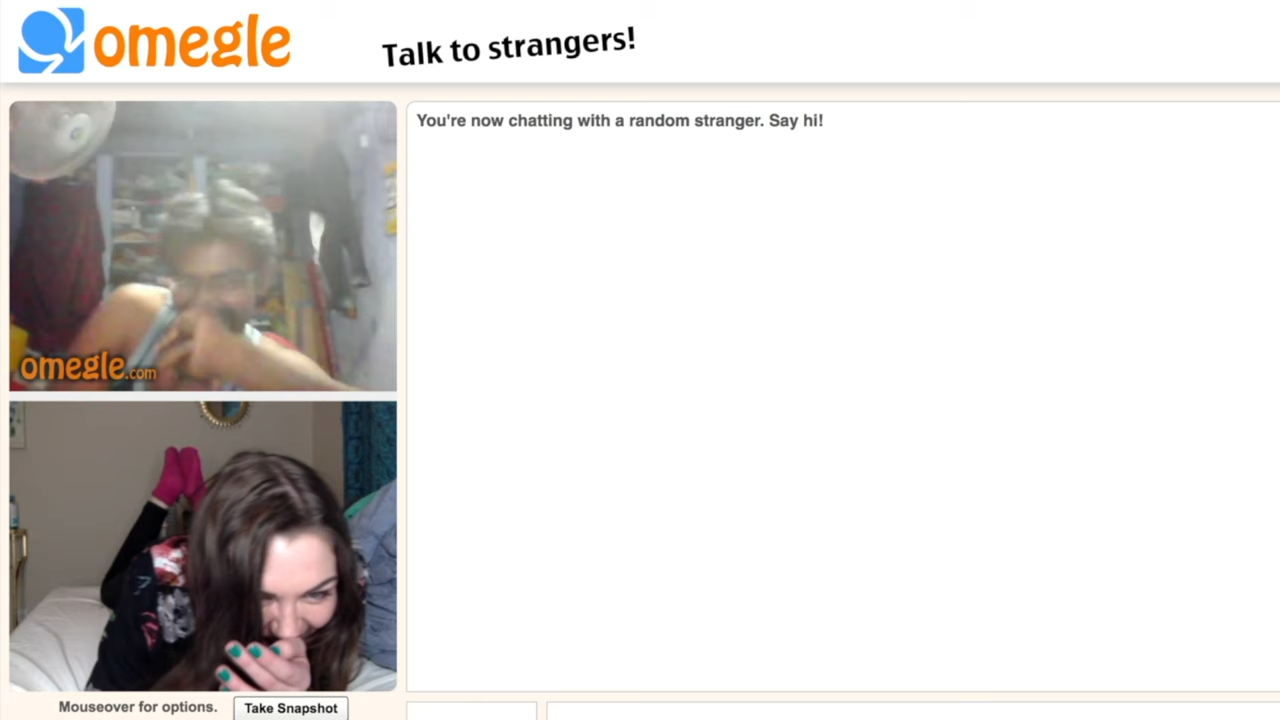 omegle
Talk to strangers!
You're now chatting with a random stranger. Say hi!
omegle.com
Mouseover for options.
Take Snapshot